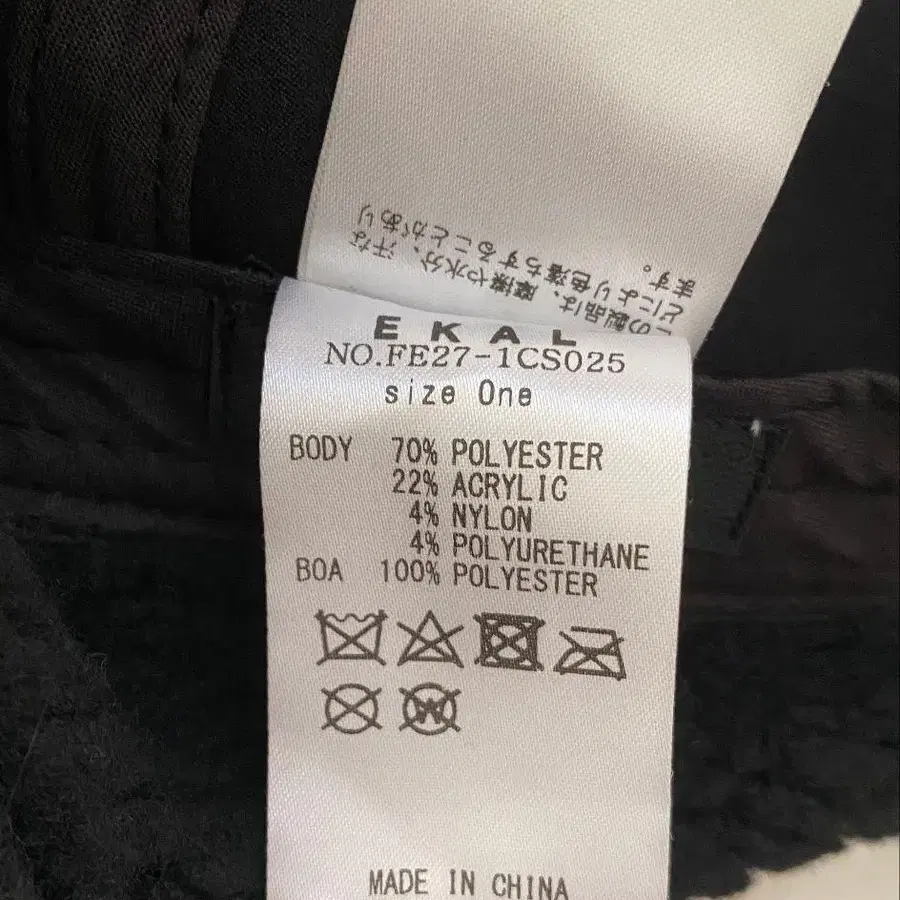 この製品は、摩擦や水分、汗な
どにより色落ちすることがあり
ます。
EKAL
NO.FE27-1CS025
size One
BODY 70% POLYESTER
22% ACRYLIC
4% NYLON
4% POLYURETHANE
BOA 100% POLYESTER
W
MADE IN CHINA